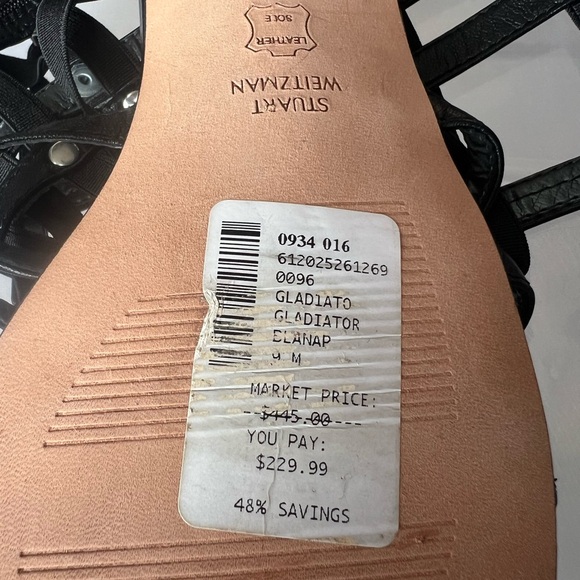 LEATHER
SOLE
STUART
WEITZMAN
0934 016
612025261269
0096
GLADIATO
GLADIATOR
BLANAP
9 M
MARKET PRICE:
--$445.00---
YOU PAY:
$229.99
48% SAVINGS